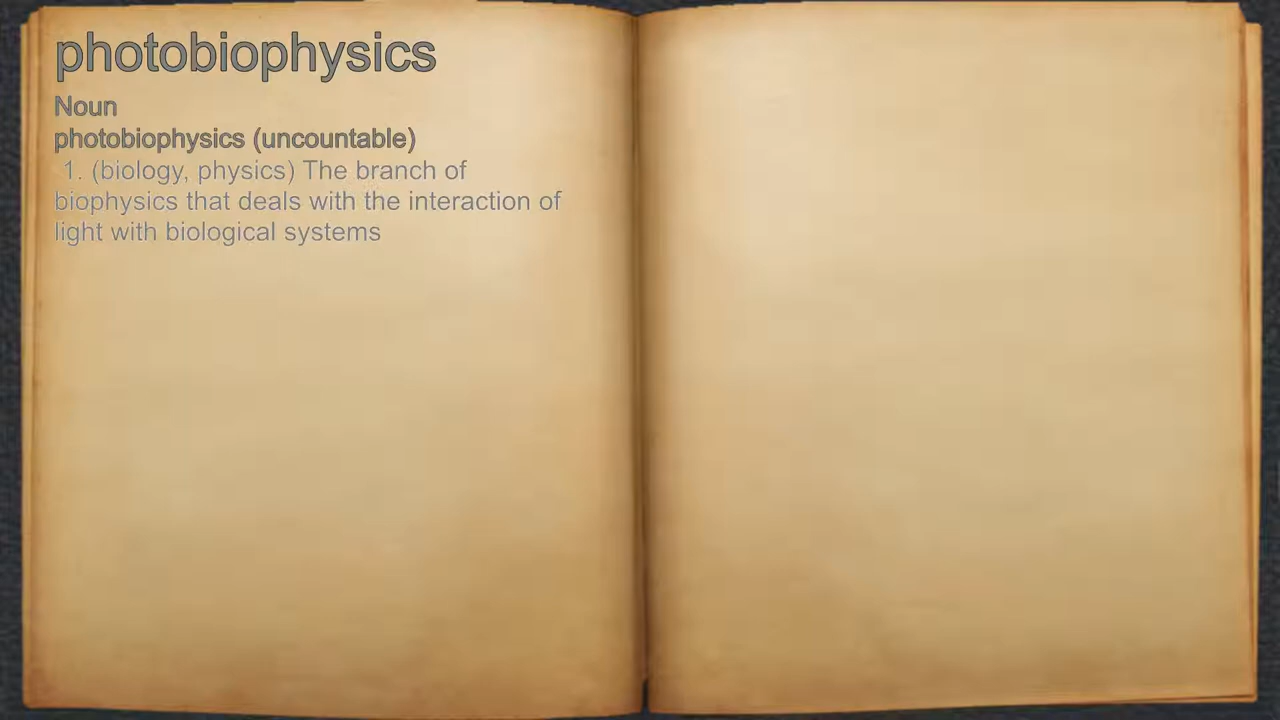 photobiophysics
Noun
photobiophysics (uncountable)
1. (biology, physics) The branch of
biophysics that deals with the interaction of
light with biological systems